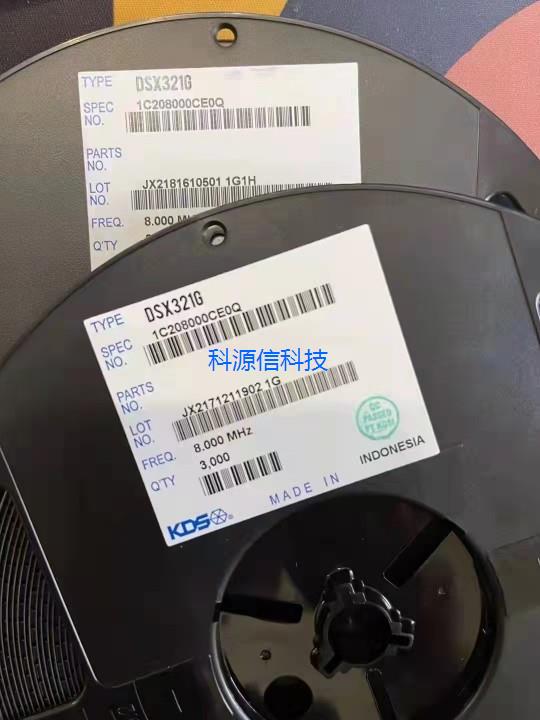 TYPE DSX321G
SPEC NO. 1C208000CE0Q
PARTS NO.
LOT NO. JX2181610501 1G1H
FREQ. 8.000
Q'TY
TYPE DSX321G
SPEC NO. 1C208000CE0Q
科源信科技
PARTS NO.
LOT NO. JX2171211902 1G
FREQ. 8.000 MHz
Q'TY 3,000
QC
PASSED
MADE IN INDONESIA
KDS